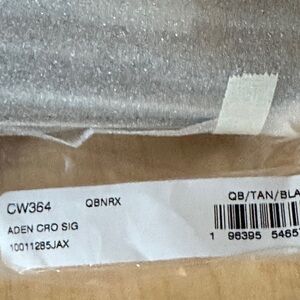 CW364 QBNRX QB/TAN/BLA
ADEN CRO SIG
10011285JAX
1 96395 5465